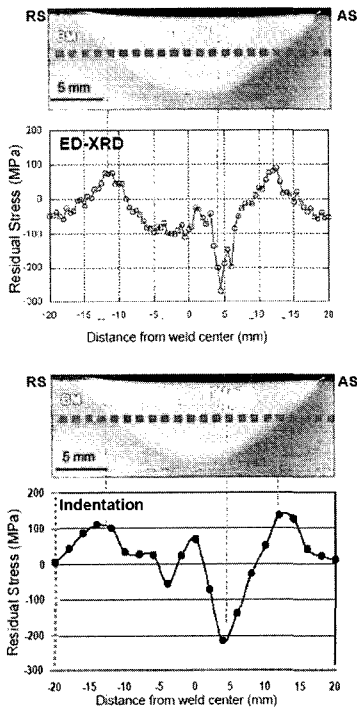 RS AS
BM
5 mm
200
ED-XRD
100
0
-100
-200
-300
Residual Stress (MPa)
-20 -15 -10 -5 0 5 10 15 20
Distance from weld center (mm)
RS AS
5 mm
200
Indentation
100
0
-100
-200
-300
Residual Stress (MPa)
-20 -15 -10 -5 0 5 10 15 20
Distance from weld center (mm)